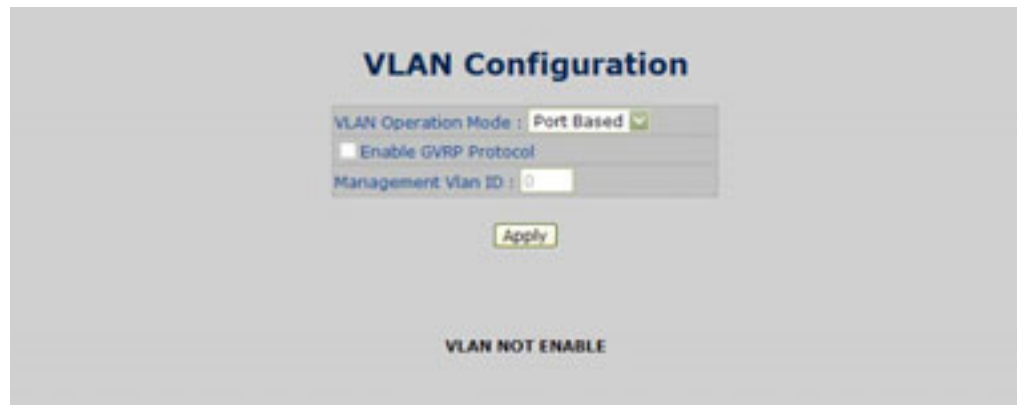 VLAN Configuration
VLAN Operation Mode : Port Based
Enable GVRP Protocol
Management Vlan ID : 0
Apply
VLAN NOT ENABLE